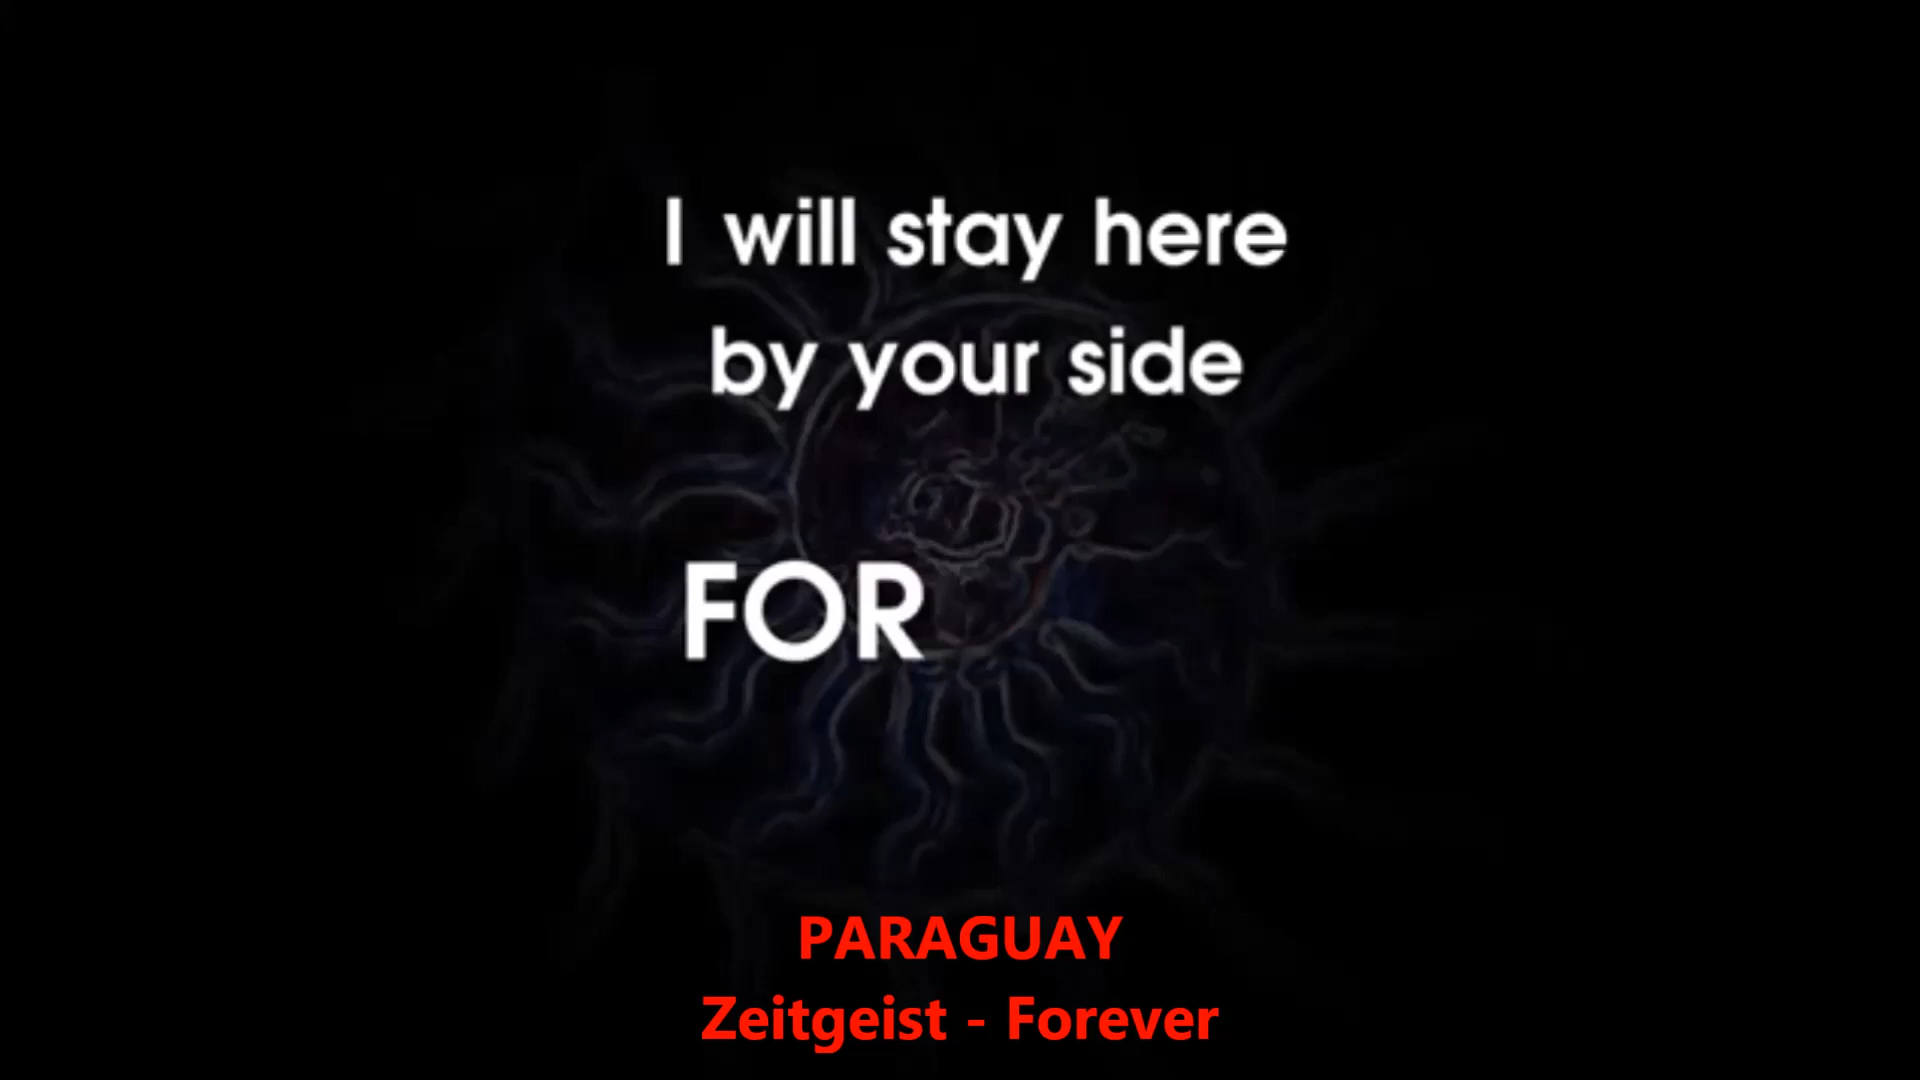 I will stay here
by your side
FOR
PARAGUAY
Zeitgeist - Forever